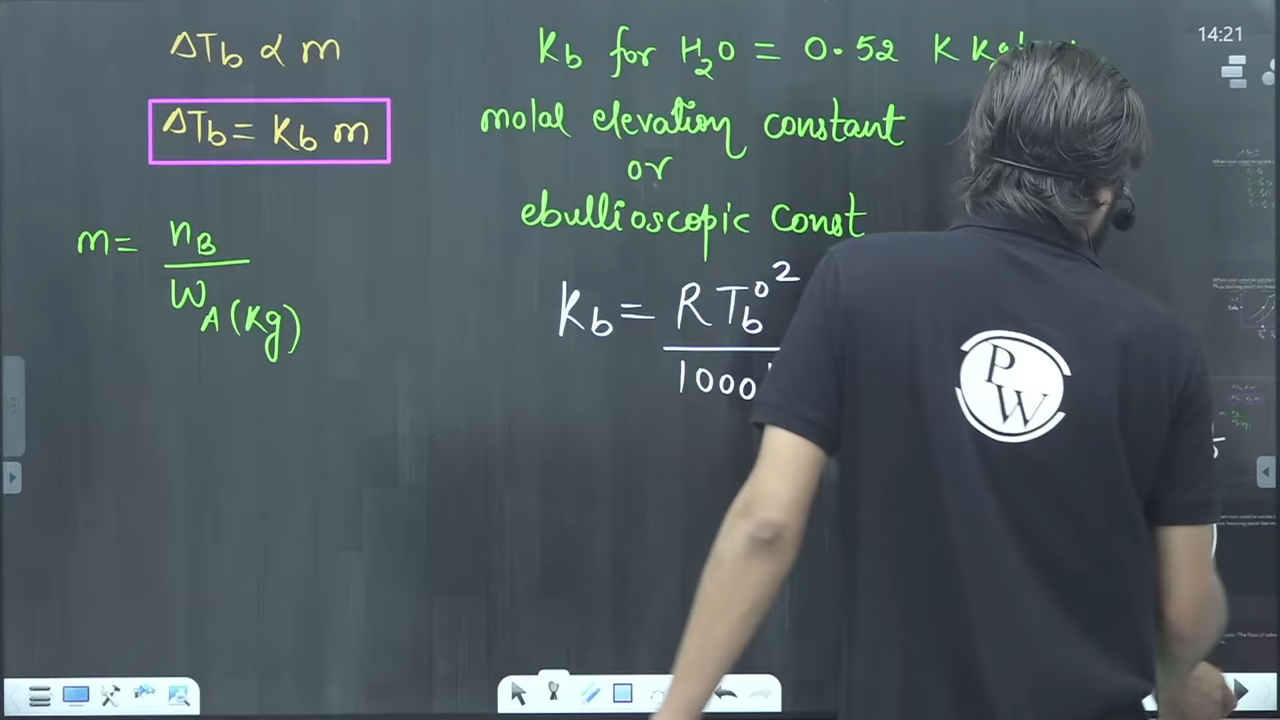 ΔTb ∝ m
ΔTb = Kb m
m = nB
WA(Kg)
Kb for H2O = 0.52 K
molal elevation constant
or
ebullioscopic Const
Kb = RTb°²
1000
14:21
PW